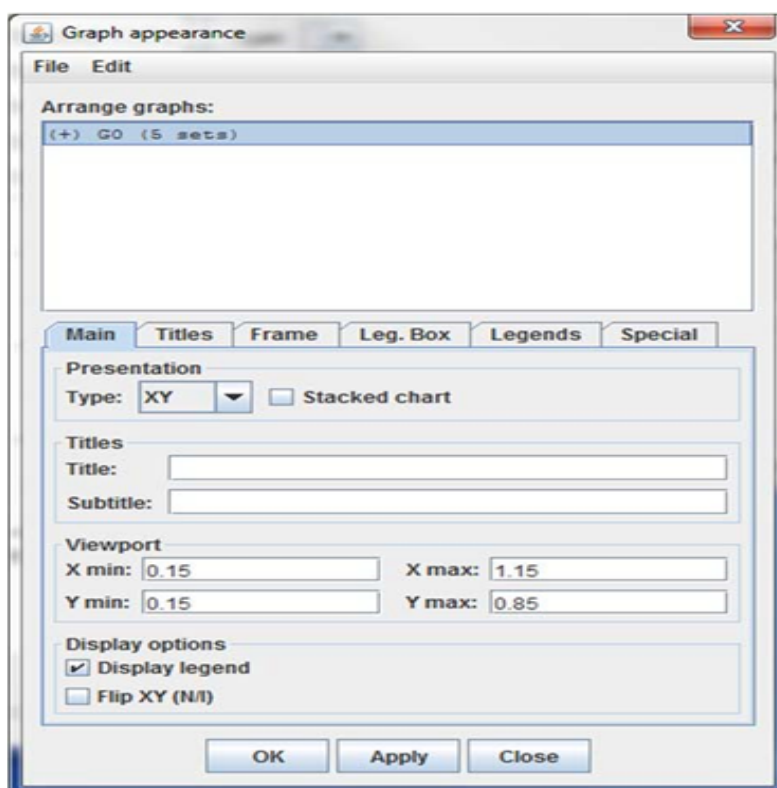 Graph appearance
File Edit
Arrange graphs:
(+) G0 (5 sets)
Main Titles Frame Leg. Box Legends Special
Presentation
Type: XY Stacked chart
Titles
Title:
Subtitle:
Viewport
X min: 0.15 X max: 1.15
Y min: 0.15 Y max: 0.85
Display options
Display legend
Flip XY (N/I)
OK Apply Close